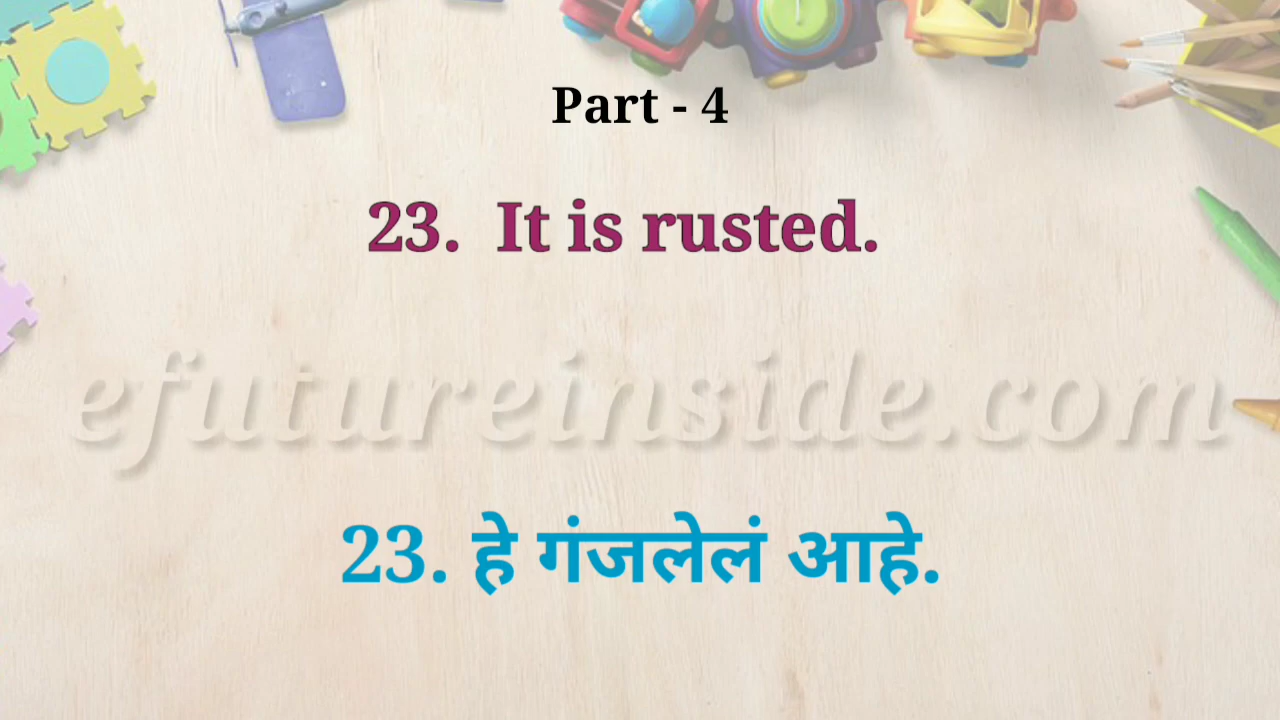 Part - 4
23. It is rusted.
efutureinside.com
23. हे गंजलेलं आहे.